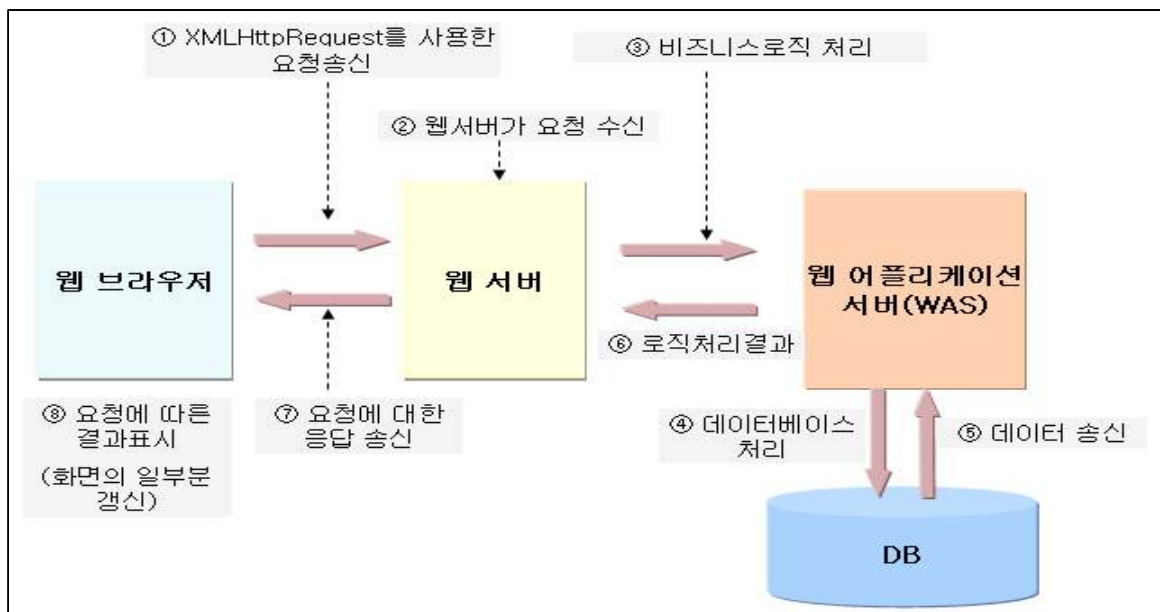 ① XMLHttpRequest를 사용한
요청송신
③ 비즈니스로직 처리
② 웹서버가 요청 수신
웹 브라우저
웹 서버
웹 어플리케이션
서버(WAS)
⑥ 로직처리결과
⑧ 요청에 따른
결과표시
(화면의 일부분
갱신)
⑦ 요청에 대한
응답 송신
④ 데이터베이스
처리
⑤ 데이터 송신
DB